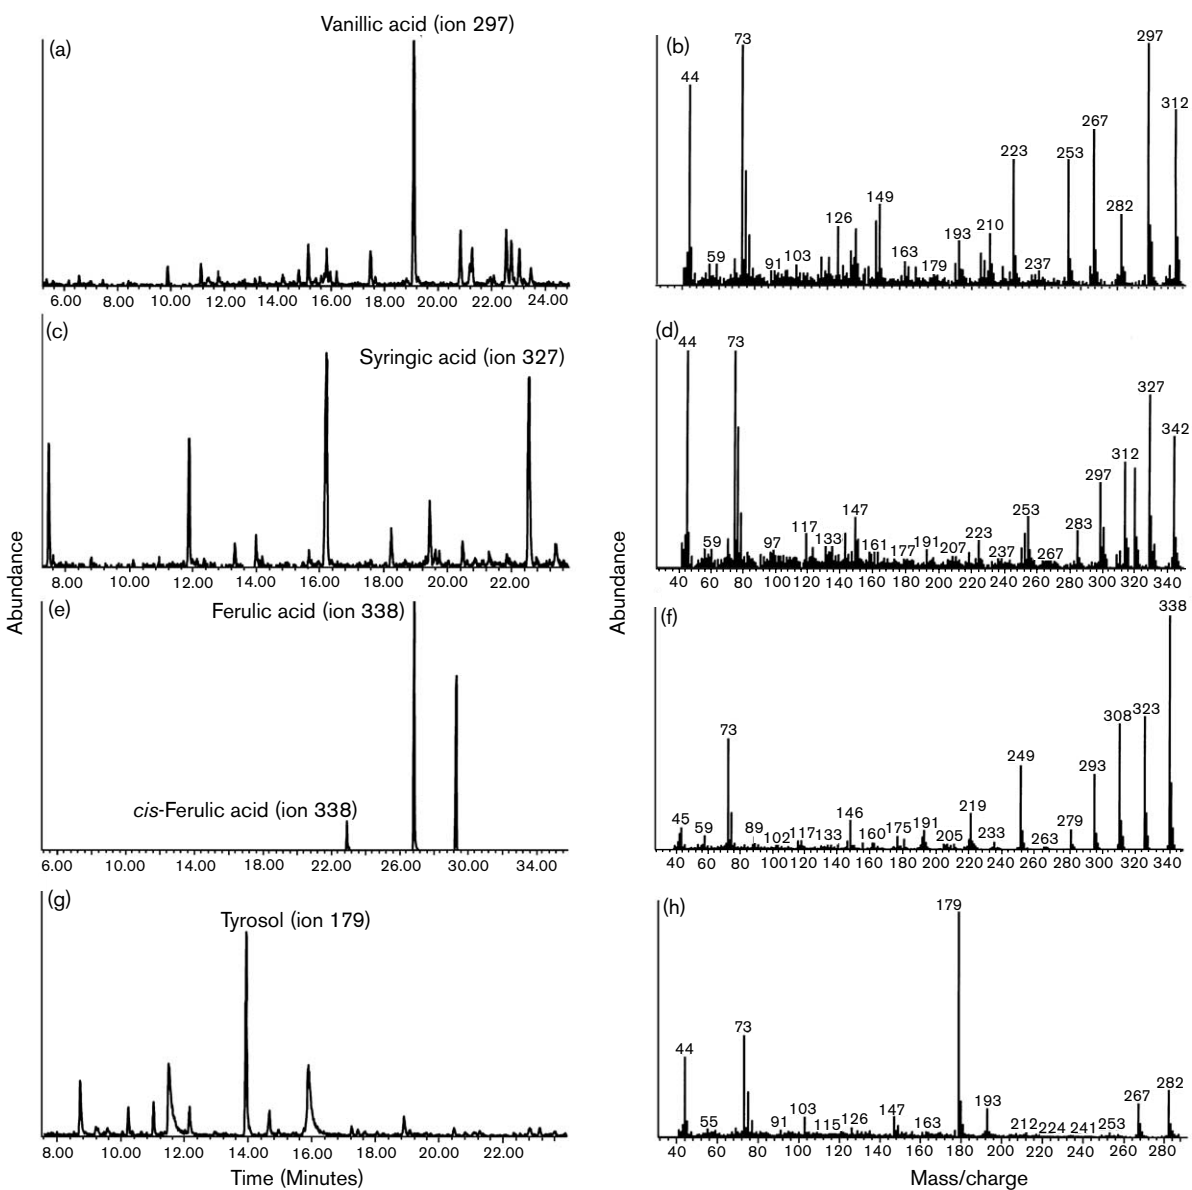 Vanillic acid (ion 297)
(a)
6.00 8.00 10.00 12.00 14.00 16.00 18.00 20.00 22.00 24.00
(b)
44 59 73 91 103 126 149 163 179 193 210 223 237 253 267 282 297 312
(c)
Syringic acid (ion 327)
8.00 10.00 12.00 14.00 16.00 18.00 20.00 22.00
(d)
44 59 73 97 117 133 147 161 177 191 207 223 237 253 267 283 297 312 327 342
40 60 80 100 120 140 160 180 200 220 240 260 280 300 320 340
Abundance
Abundance
(e)
Ferulic acid (ion 338)
cis-Ferulic acid (ion 338)
6.00 10.00 14.00 18.00 22.00 26.00 30.00 34.00
(f)
45 59 73 89 102 117 133 146 160 175 191 205 219 233 249 263 279 293 308 323 338
40 60 80 100 120 140 160 180 200 220 240 260 280 300 320 340
(g)
Tyrosol (ion 179)
8.00 10.00 12.00 14.00 16.00 18.00 20.00 22.00
Time (Minutes)
(h)
44 55 73 91 103 115 126 147 163 179 193 212 224 241 253 267 282
40 60 80 100 120 140 160 180 200 220 240 260 280
Mass/charge